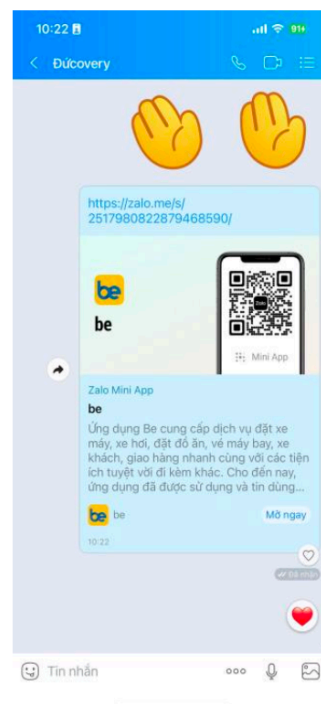 10:22
91+
Đứcovery
https://zalo.me/s/
2517980822879468590/
be
be
Zalo
Mini App
Zalo Mini App
be
Ứng dụng Be cung cấp dịch vụ đặt xe
máy, xe hơi, đặt đồ ăn, vé máy bay, xe
khách, giao hàng nhanh cùng với các tiện
ích tuyệt vời đi kèm khác. Cho đến nay,
ứng dụng đã được sử dụng và tin dùng...
be be Mở ngay
10:22
Đã nhận
Tin nhắn